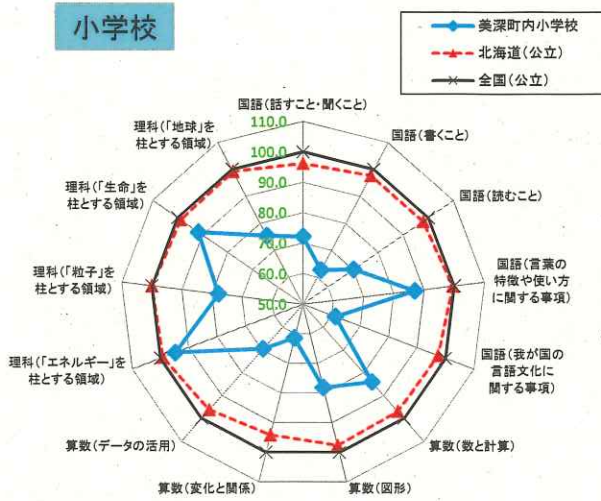 小学校
美深町内小学校
北海道(公立)
全国(公立)
国語(話すこと・聞くこと)
国語(書くこと)
国語(読むこと)
国語(言葉の
特徴や使い方
に関する事項)
国語(我が国の
言語文化に
関する事項)
算数(数と計算)
算数(図形)
算数(変化と関係)
算数(データの活用)
理科(「エネルギー」を
柱とする領域)
理科(「粒子」を
柱とする領域)
理科(「生命」を
柱とする領域)
理科(「地球」を
柱とする領域)
110.0
100.0
90.0
80.0
70.0
60.0
50.0